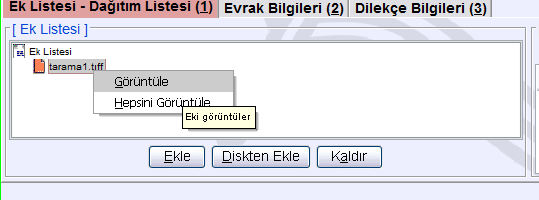 Ek Listesi - Dağıtım Listesi (1) Evrak Bilgileri (2) Dilekçe Bilgileri (3)
[ Ek Listesi ]
Ek Listesi
tarama1.tıff
Görüntüle
Hepsini Görüntüle
Eki görüntüler
Ekle Diskten Ekle Kaldır